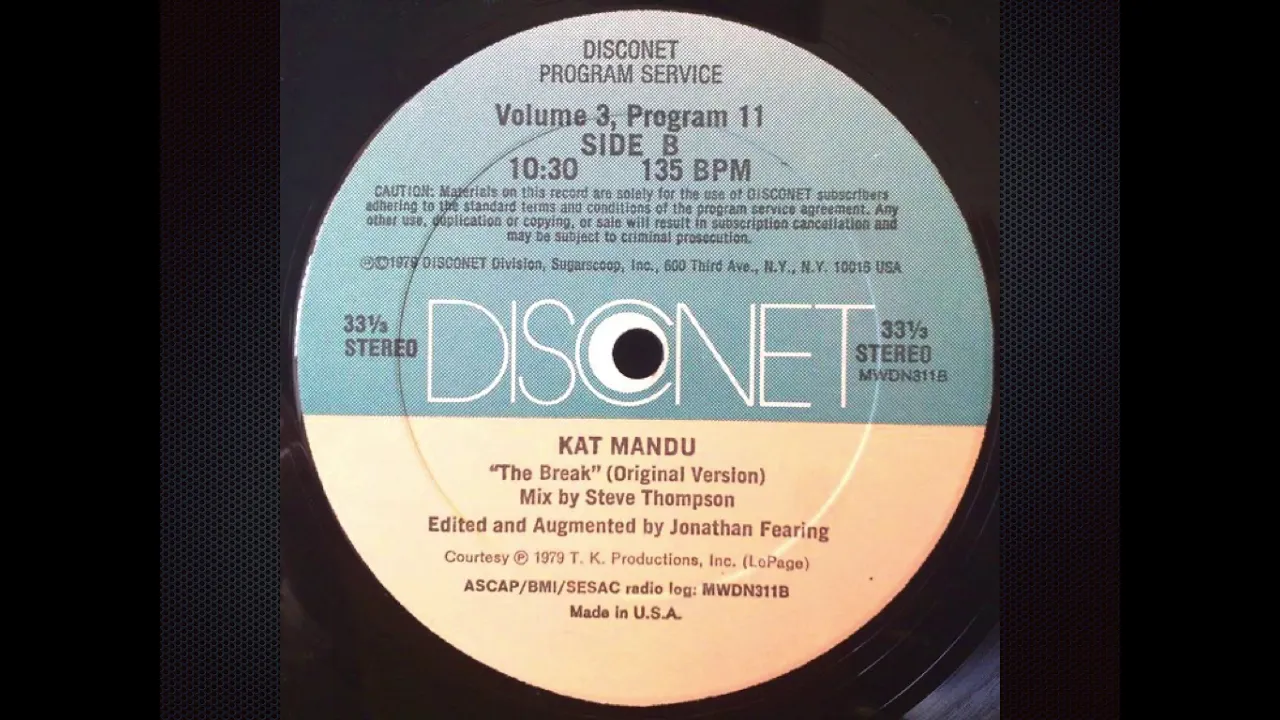 DISCONET
PROGRAM SERVICE
Volume 3, Program 11
SIDE B
10:30 135 BPM
CAUTION: Materials on this record are solely for the use of DISCONET subscribers
adhering to the standard terms and conditions of the program service agreement. Any
other use, duplication or copying, or sale will result in subscription cancellation and
may be subject to criminal prosecution.
℗©1979 DISCONET Division, Sugarscoop, Inc., 600 Third Ave., N.Y., N.Y. 10016 USA
33⅓
STEREO
DISCONET
33⅓
STEREO
MWDN311B
KAT MANDU
“The Break” (Original Version)
Mix by Steve Thompson
Edited and Augmented by Jonathan Fearing
Courtesy ℗ 1979 T. K. Productions, Inc. (LePage)
ASCAP/BMI/SESAC radio log: MWDN311B
Made in U.S.A.